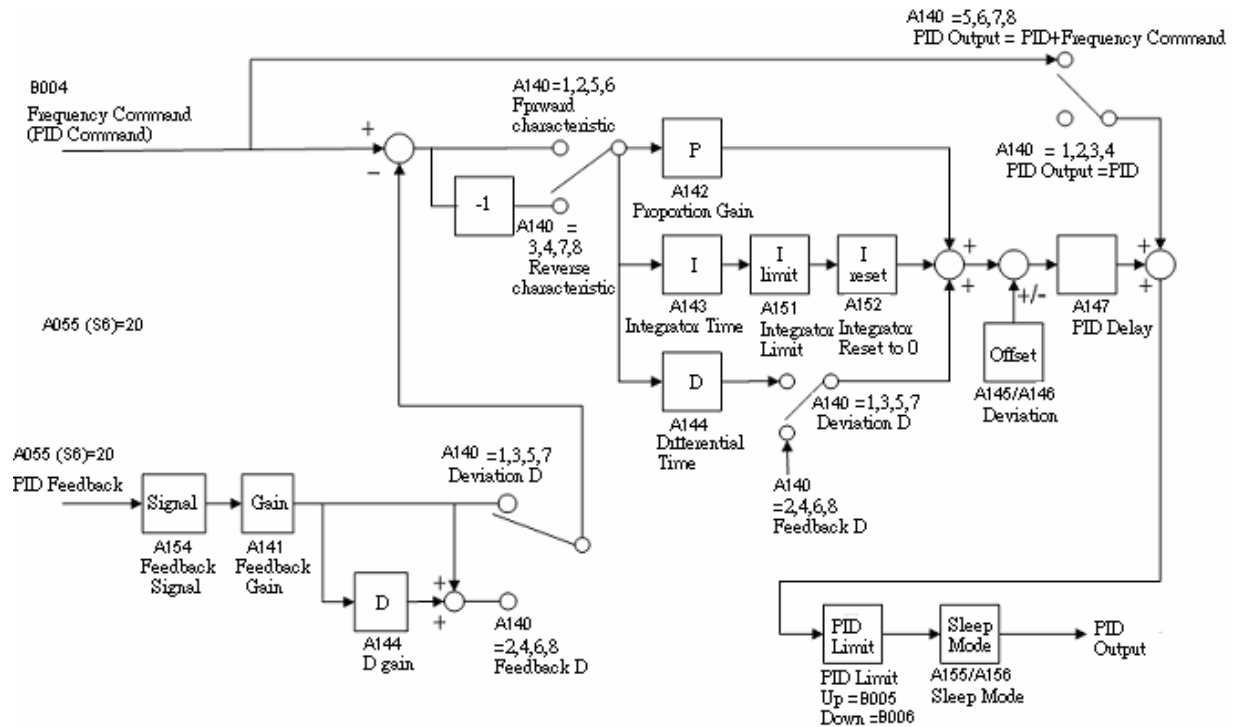 A140 =5,6,7,8
PID Output = PID+Frequency Command
B004
Frequency Command
(PID Command)
+
−
A140=1,2,5,6
Fprward
characteristic
-1
A140 =
3,4,7,8
Reverse
characteristic
P
A142
Proportion Gain
A140 = 1,2,3,4
PID Output =PID
I
A143
Integrator Time
I
limit
A151
Integrator
Limit
I
reset
A152
Integrator
Reset to 0
+
+
+/-
Offset
A145/A146
Deviation
A147
PID Delay
+
+
D
A144
Differential
Time
A140 =1,3,5,7
Deviation D
A140
=2,4,6,8
Feedback D
A055 (S6)=20
A055 (S6)=20
PID Feedback
Signal
A154
Feedback
Signal
Gain
A141
Feedback
Gain
A140 =1,3,5,7
Deviation D
D
A144
D gain
+
+
A140
=2,4,6,8
Feedback D
PID
Limit
PID Limit
Up =B005
Down =B006
Sleep
Mode
A155/A156
Sleep Mode
PID
Output